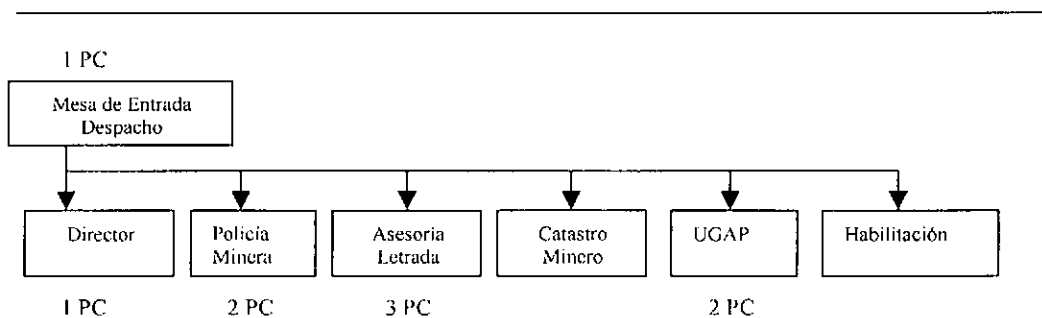 1 PC
Mesa de Entrada
Despacho
Director
Policía
Minera
Asesoria
Letrada
Catastro
Minero
UGAP
Habilitación
1 PC
2 PC
3 PC
2 PC